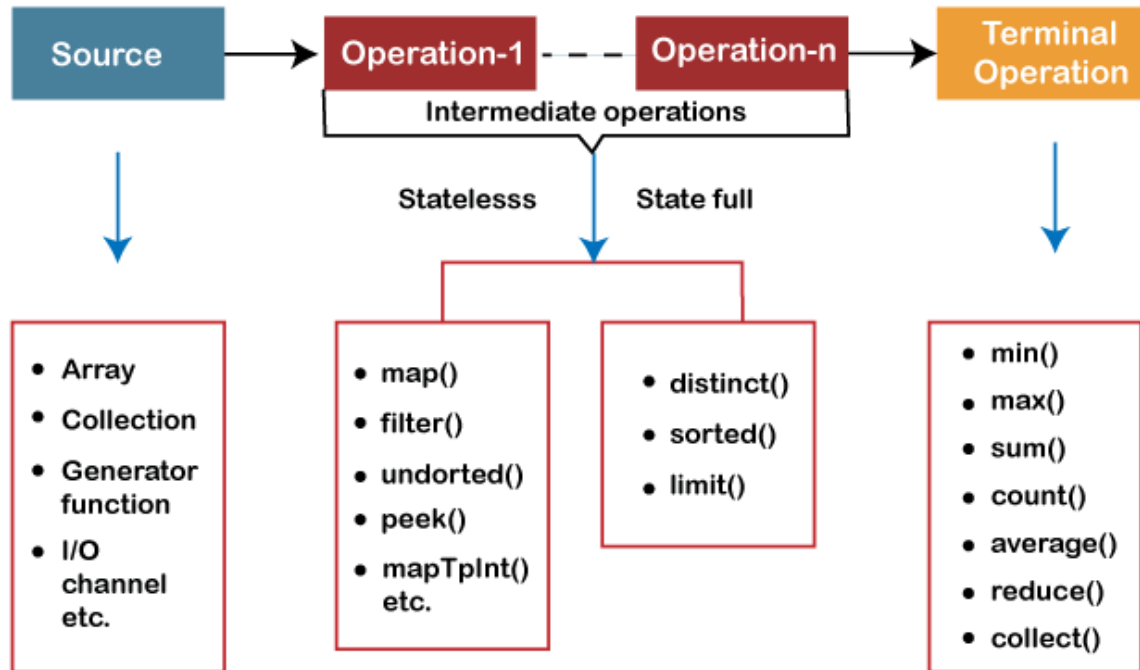 Source
Operation-1
Operation-n
Terminal
Operation
Intermediate operations
Statelesss
State full
• Array
• Collection
• Generator
function
• I/O
channel
etc.
• map()
• filter()
• undorted()
• peek()
• mapTpInt()
etc.
• distinct()
• sorted()
• limit()
• min()
• max()
• sum()
• count()
• average()
• reduce()
• collect()